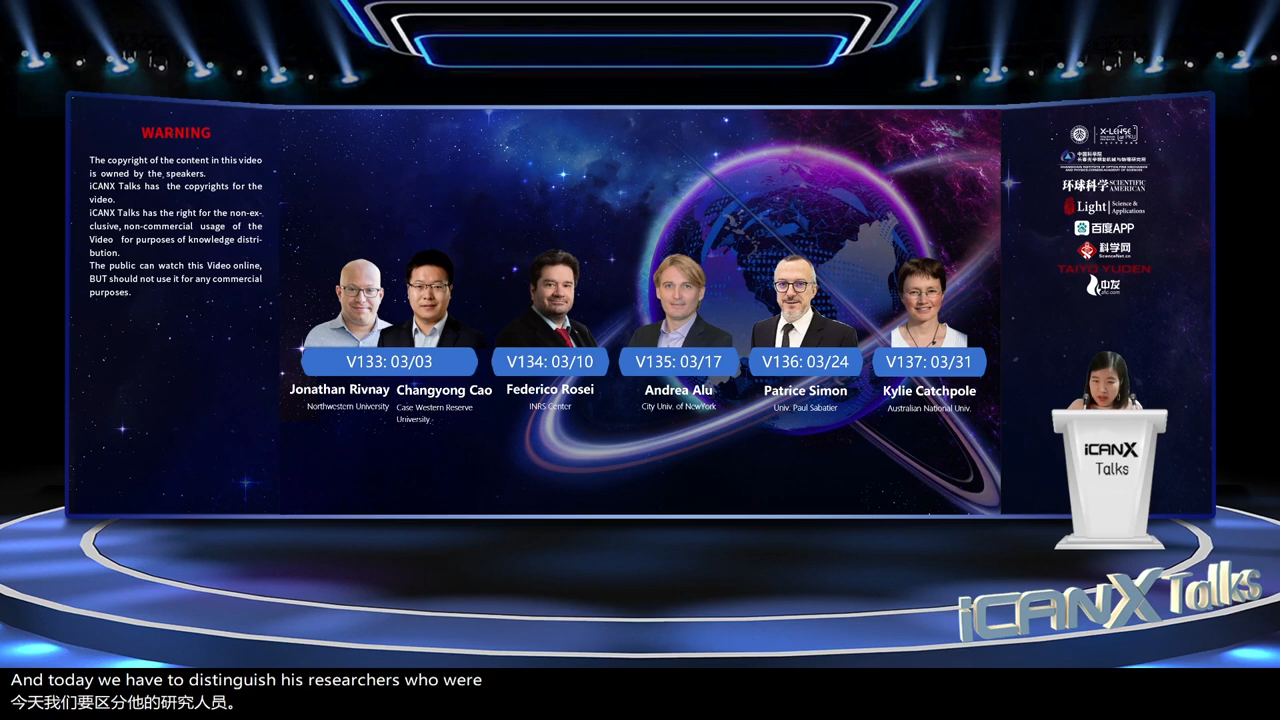 WARNING
The copyright of the content in this video
is owned by the speakers.
iCANX Talks has the copyrights for the
video.
iCANX Talks has the right for the non-ex-
clusive, non-commercial usage of the
Video for purposes of knowledge distri-
bution.
The public can watch this Video online,
BUT should not use it for any commercial
purposes.
V133: 03/03
V134: 03/10
V135: 03/17
V136: 03/24
V137: 03/31
Jonathan Rivnay
Changyong Cao
Federico Rosei
Andrea Alu
Patrice Simon
Kylie Catchpole
Northwestern University
Case Western Reserve
University
INRS Center
City Univ. of NewYork
Univ. Paul Sabatier
Australian National Univ.
X-LENSE
中国科学院
环球科学 SCIENTIFIC
AMERICAN
Light Science &
Applications
百度APP
科学网
ScienceNet.cn
TAIYO YUDEN
中友
iCANX
Talks
iCANX Talks
And today we have to distinguish his researchers who were
今天我们要区分他的研究人员。